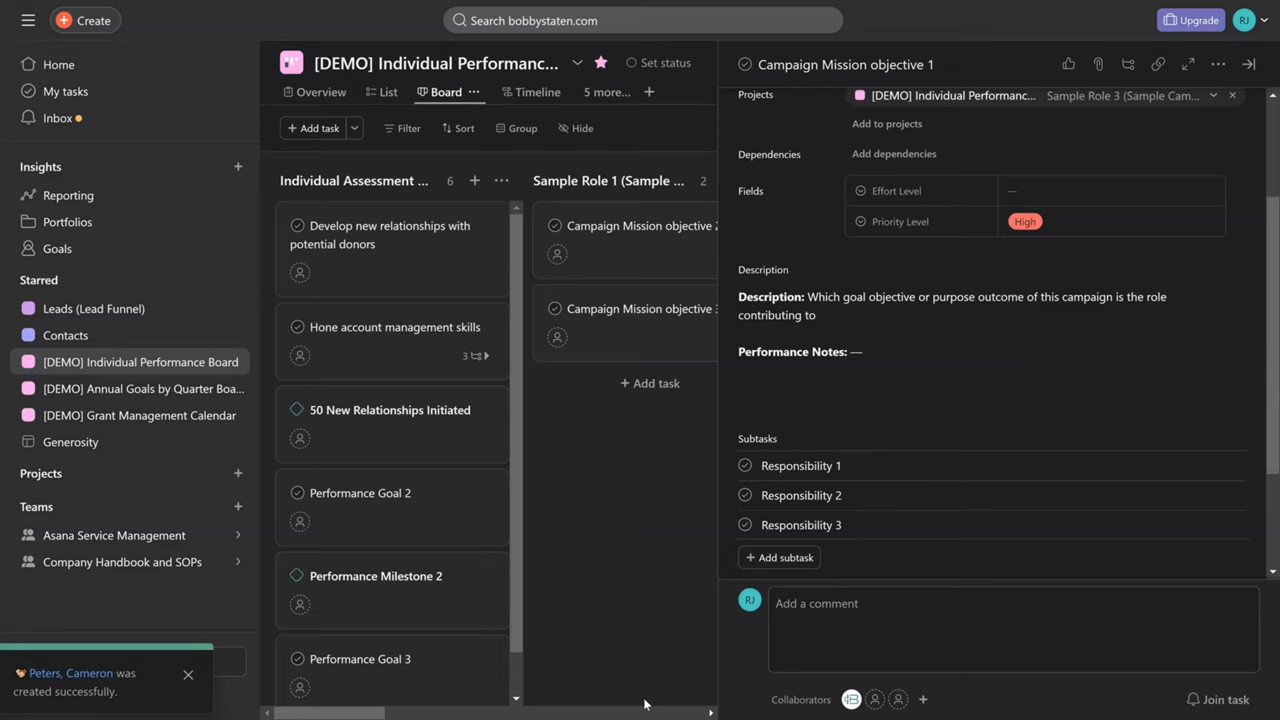 Create
Search bobbystaten.com
Upgrade
RJ
Home
My tasks
Inbox
Insights
Reporting
Portfolios
Goals
Starred
Leads (Lead Funnel)
Contacts
[DEMO] Individual Performance Board
[DEMO] Annual Goals by Quarter Boa...
[DEMO] Grant Management Calendar
Generosity
Projects
Teams
Asana Service Management
Company Handbook and SOPs
Peters, Cameron was
created successfully.
[DEMO] Individual Performanc...
Set status
Overview
List
Board
Timeline
5 more...
Add task
Filter
Sort
Group
Hide
Individual Assessment ... 6
Develop new relationships with
potential donors
Hone account management skills
3
50 New Relationships Initiated
Performance Goal 2
Performance Milestone 2
Performance Goal 3
Sample Role 1 (Sample ... 2
Campaign Mission objective
Campaign Mission objective
Add task
Campaign Mission objective 1
Projects
[DEMO] Individual Performanc... Sample Role 3 (Sample Cam...
Add to projects
Dependencies
Add dependencies
Fields
Effort Level —
Priority Level High
Description
Description: Which goal objective or purpose outcome of this campaign is the role
contributing to
Performance Notes: —
Subtasks
Responsibility 1
Responsibility 2
Responsibility 3
Add subtask
RJ
Add a comment
Collaborators
Join task